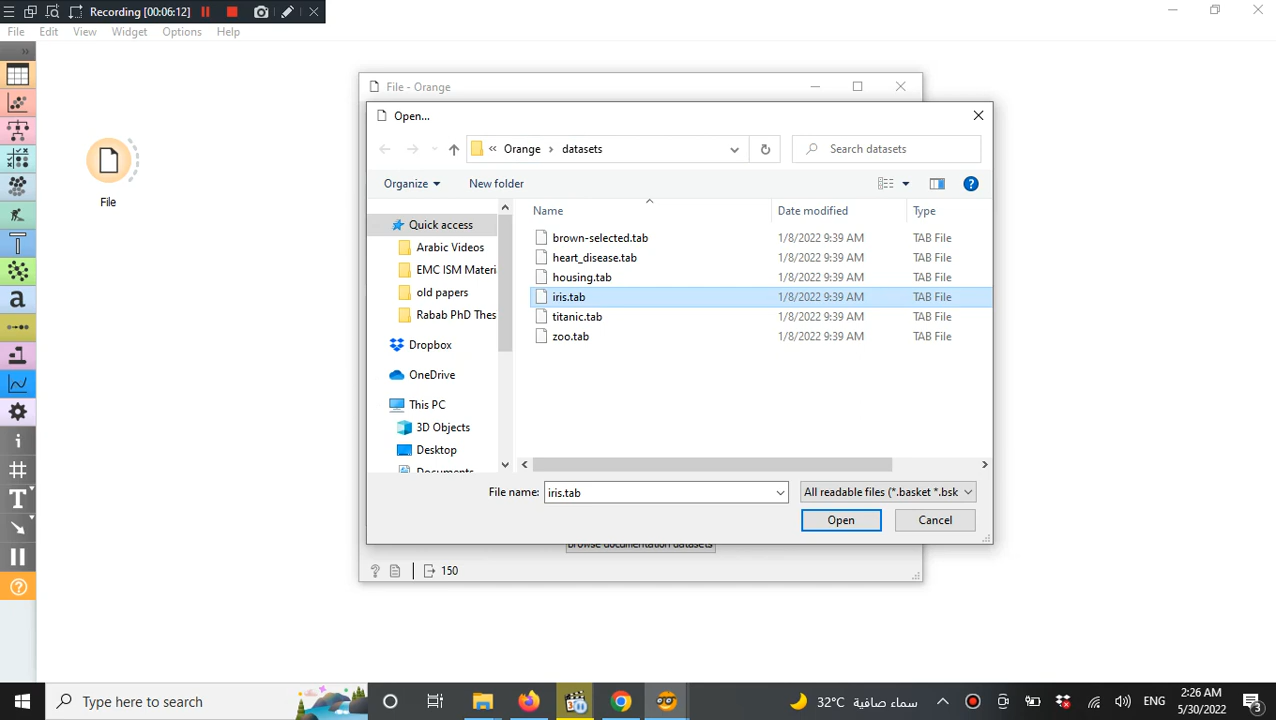 Recording [00:06:12]
File Edit View Widget Options Help
File - Orange
Open...
« Orange › datasets
Search datasets
Organize New folder
Name Date modified Type
Quick access
Arabic Videos
EMC ISM Materi
old papers
Rabab PhD Thes
Dropbox
OneDrive
This PC
3D Objects
Desktop
Documents
brown-selected.tab 1/8/2022 9:39 AM TAB File
heart_disease.tab 1/8/2022 9:39 AM TAB File
housing.tab 1/8/2022 9:39 AM TAB File
iris.tab 1/8/2022 9:39 AM TAB File
titanic.tab 1/8/2022 9:39 AM TAB File
zoo.tab 1/8/2022 9:39 AM TAB File
File
File name: iris.tab
All readable files (*.basket *.bsk
Open Cancel
Browse documentation datasets
150
Type here to search
32°C سماء صافية
ENG
2:26 AM
5/30/2022
3